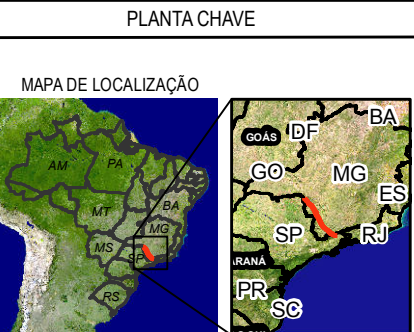 PLANTA CHAVE
MAPA DE LOCALIZAÇÃO
AM
PA
MT
BA
MG
MS
SP
RS
BA
GOÁS
DF
GO
MG
ES
SP
RJ
ARANÁ
PR
SC